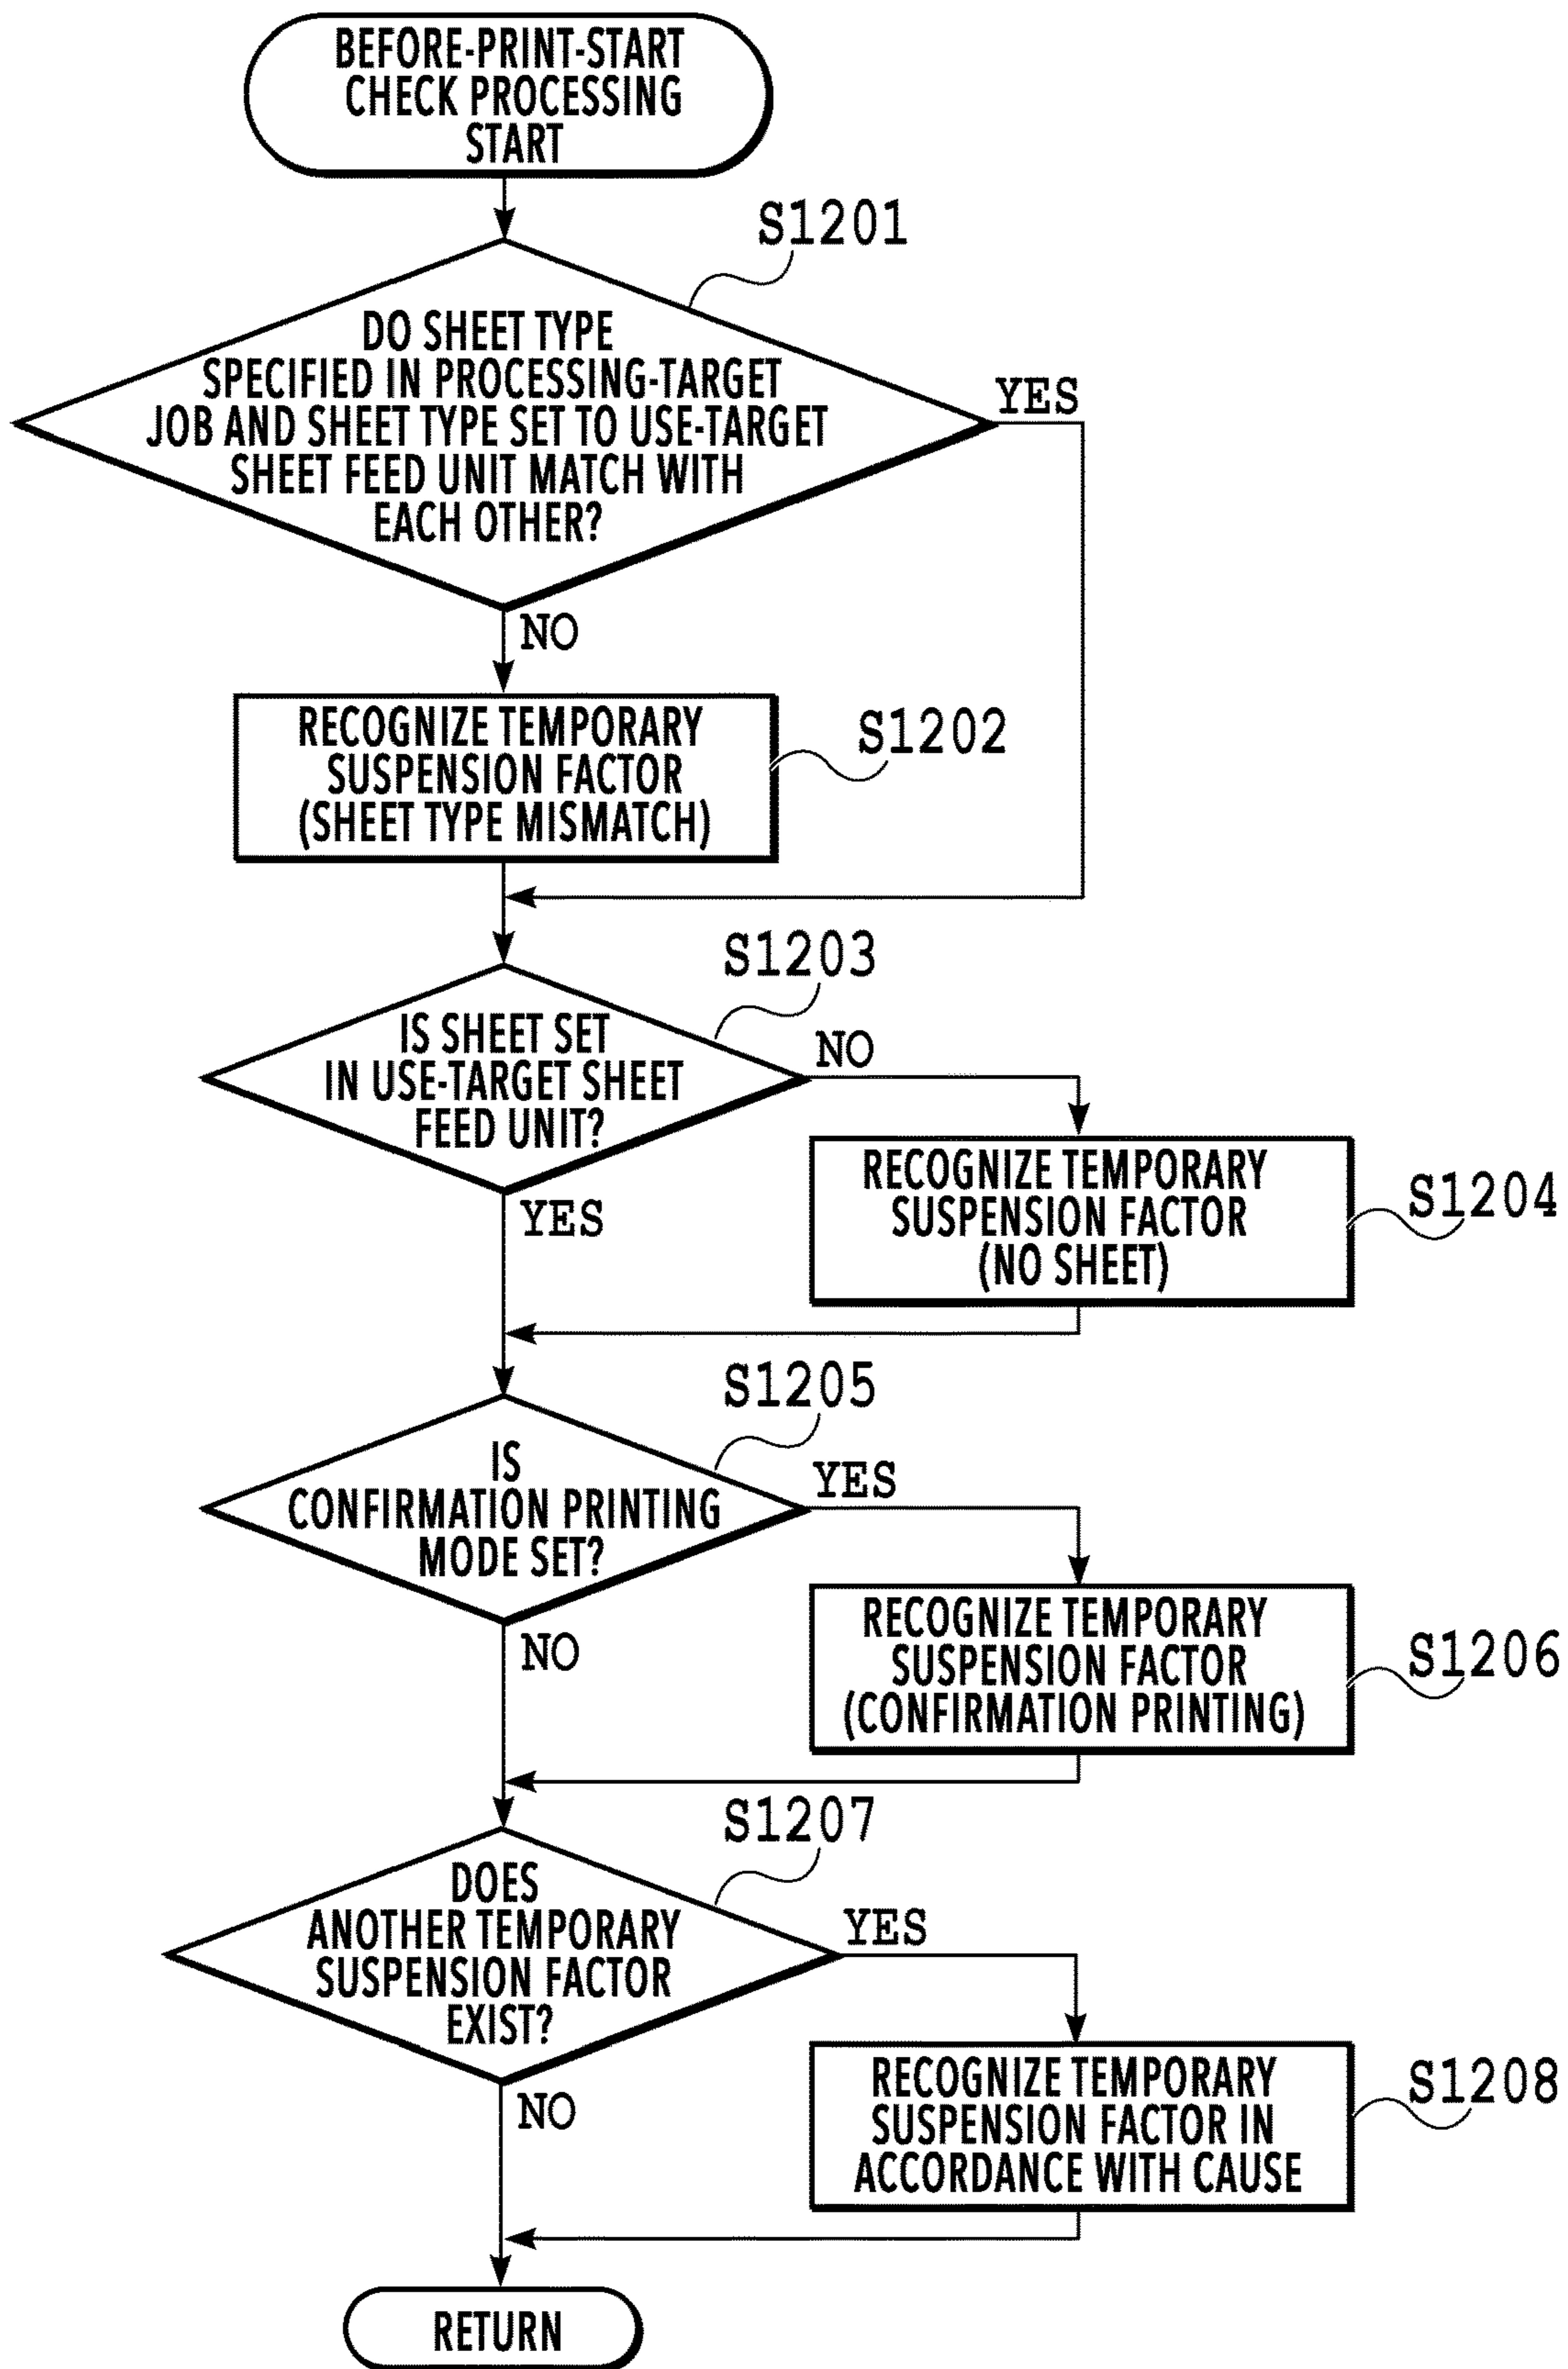 BEFORE-PRINT-START
CHECK PROCESSING
START
S1201
DO SHEET TYPE
SPECIFIED IN PROCESSING-TARGET
JOB AND SHEET TYPE SET TO USE-TARGET
SHEET FEED UNIT MATCH WITH
EACH OTHER?
YES
NO
RECOGNIZE TEMPORARY
SUSPENSION FACTOR
(SHEET TYPE MISMATCH)
S1202
S1203
IS SHEET SET
IN USE-TARGET SHEET
FEED UNIT?
NO
YES
RECOGNIZE TEMPORARY
SUSPENSION FACTOR
(NO SHEET)
S1204
S1205
IS
CONFIRMATION PRINTING
MODE SET?
YES
NO
RECOGNIZE TEMPORARY
SUSPENSION FACTOR
(CONFIRMATION PRINTING)
S1206
S1207
DOES
ANOTHER TEMPORARY
SUSPENSION FACTOR
EXIST?
YES
NO
RECOGNIZE TEMPORARY
SUSPENSION FACTOR IN
ACCORDANCE WITH CAUSE
S1208
RETURN